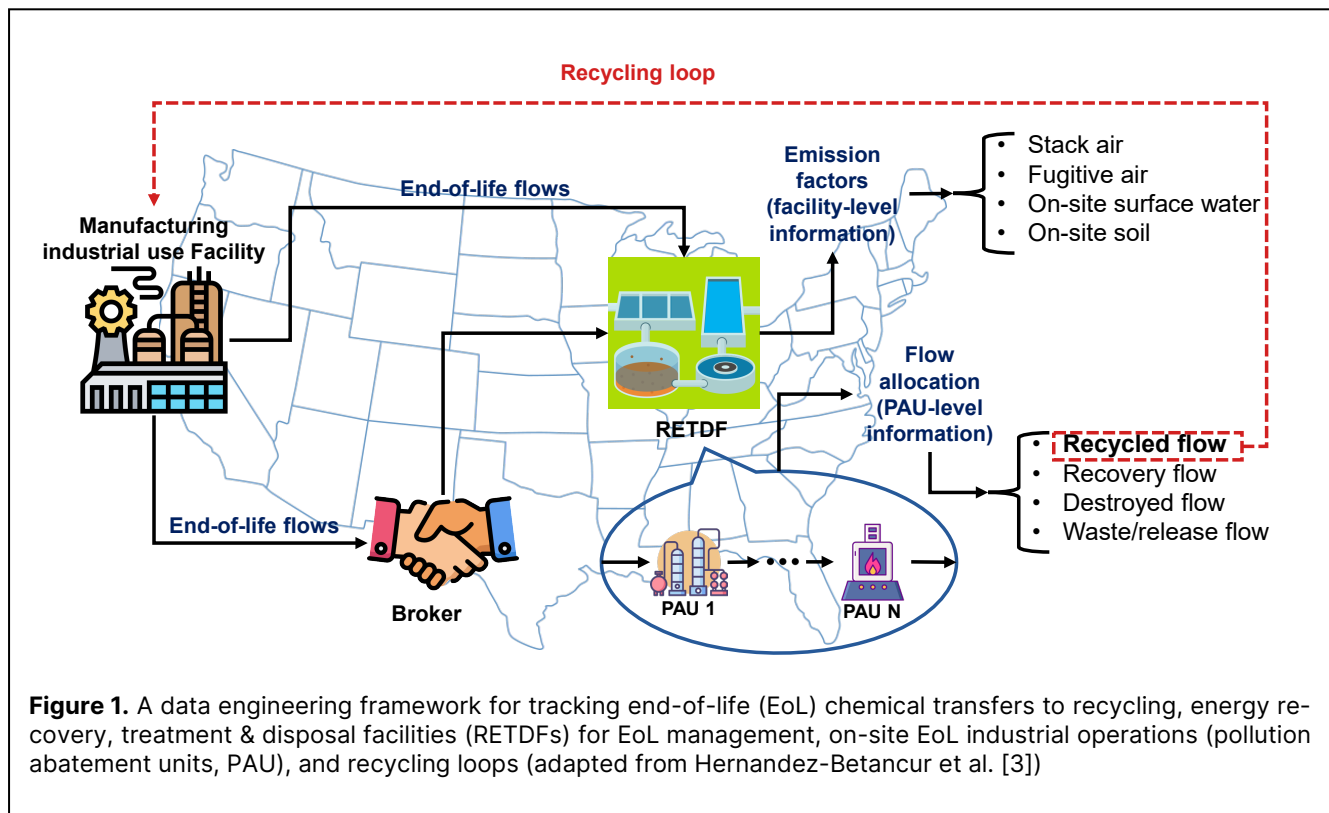 Recycling loop
End-of-life flows
Manufacturing
industrial use Facility
Emission
factors
(facility-level
information)
• Stack air
• Fugitive air
• On-site surface water
• On-site soil
RETDF
Flow
allocation
(PAU-level
information)
• Recycled flow
• Recovery flow
• Destroyed flow
• Waste/release flow
End-of-life flows
Broker
PAU 1
PAU N
Figure 1. A data engineering framework for tracking end-of-life (EoL) chemical transfers to recycling, energy re-
covery, treatment & disposal facilities (RETDFs) for EoL management, on-site EoL industrial operations (pollution
abatement units, PAU), and recycling loops (adapted from Hernandez-Betancur et al. [3])